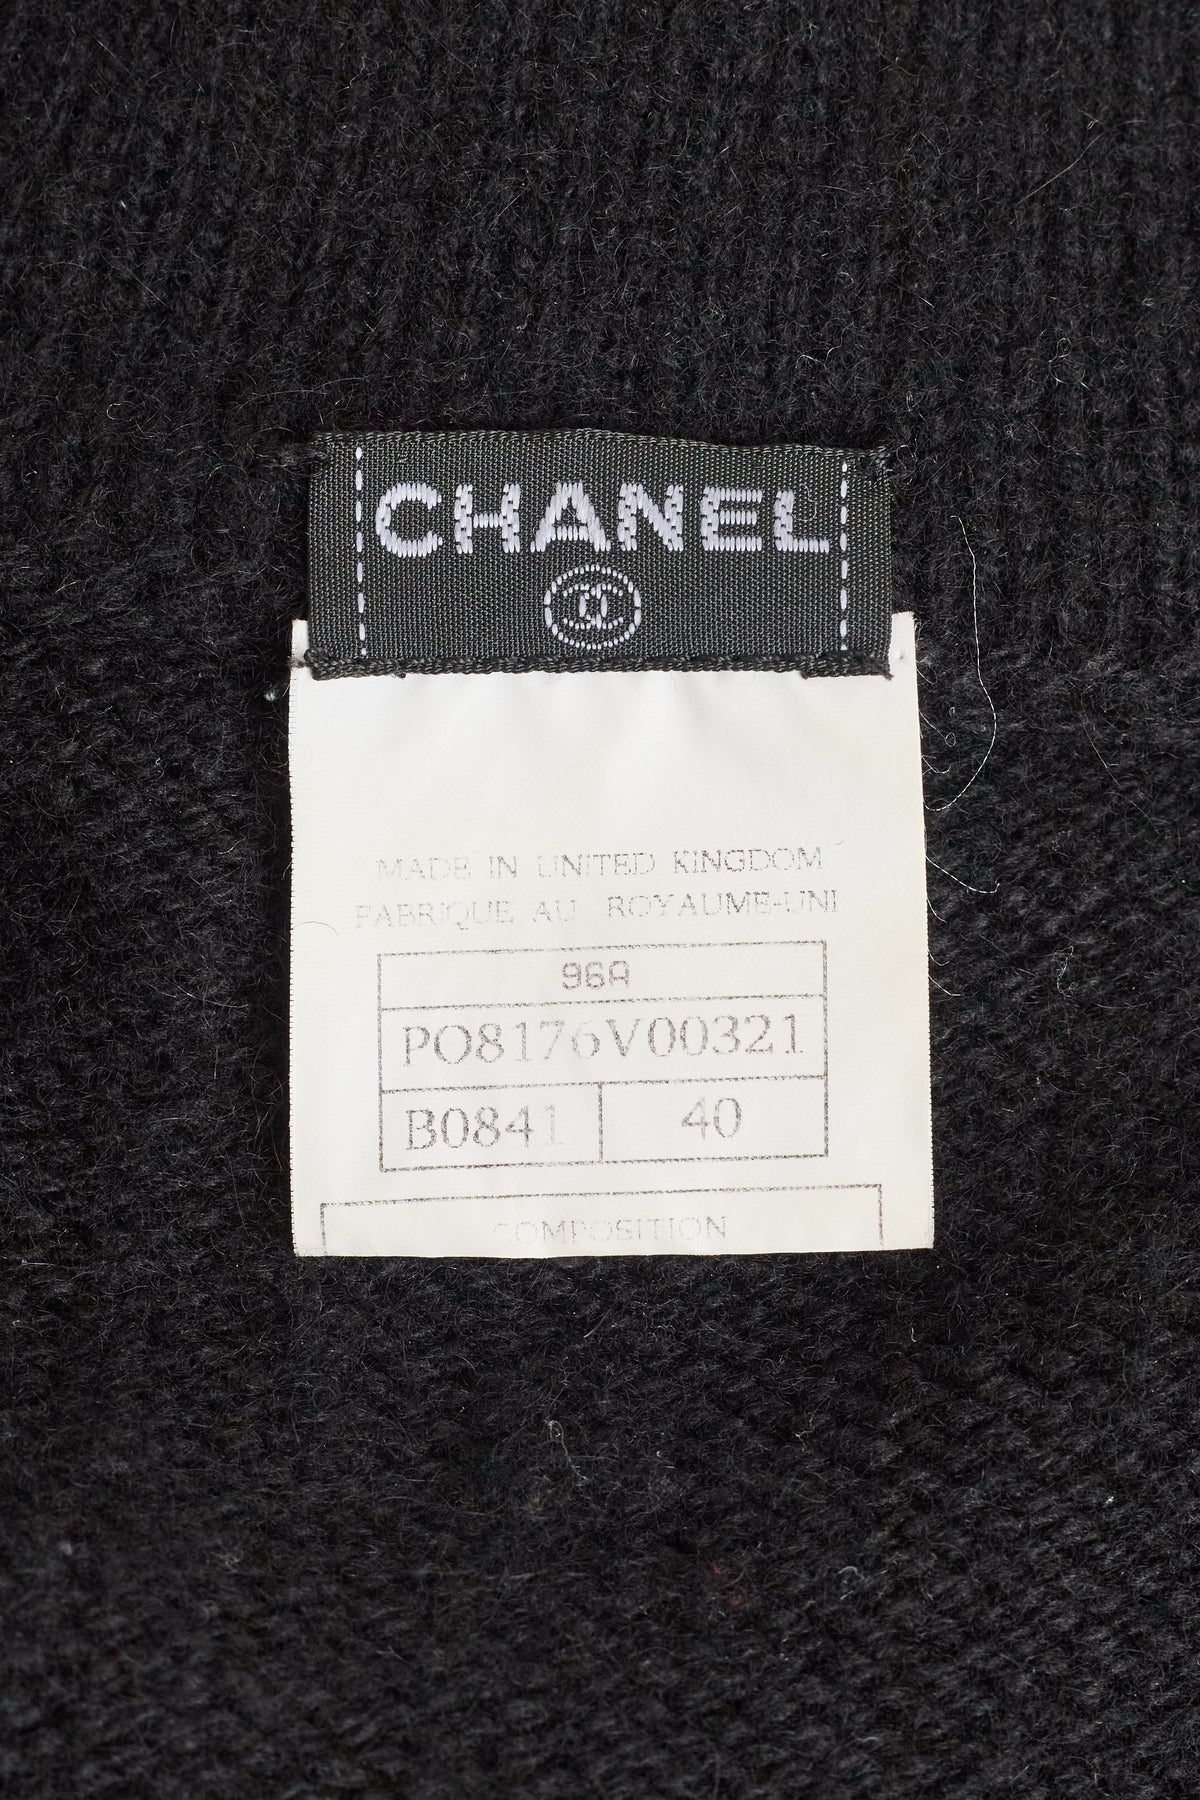 CHANEL
MADE IN UNITED KINGDOM
FABRIQUE AU ROYAUME-UNI
96A
PO8176V00321
B0841 40
COMPOSITION